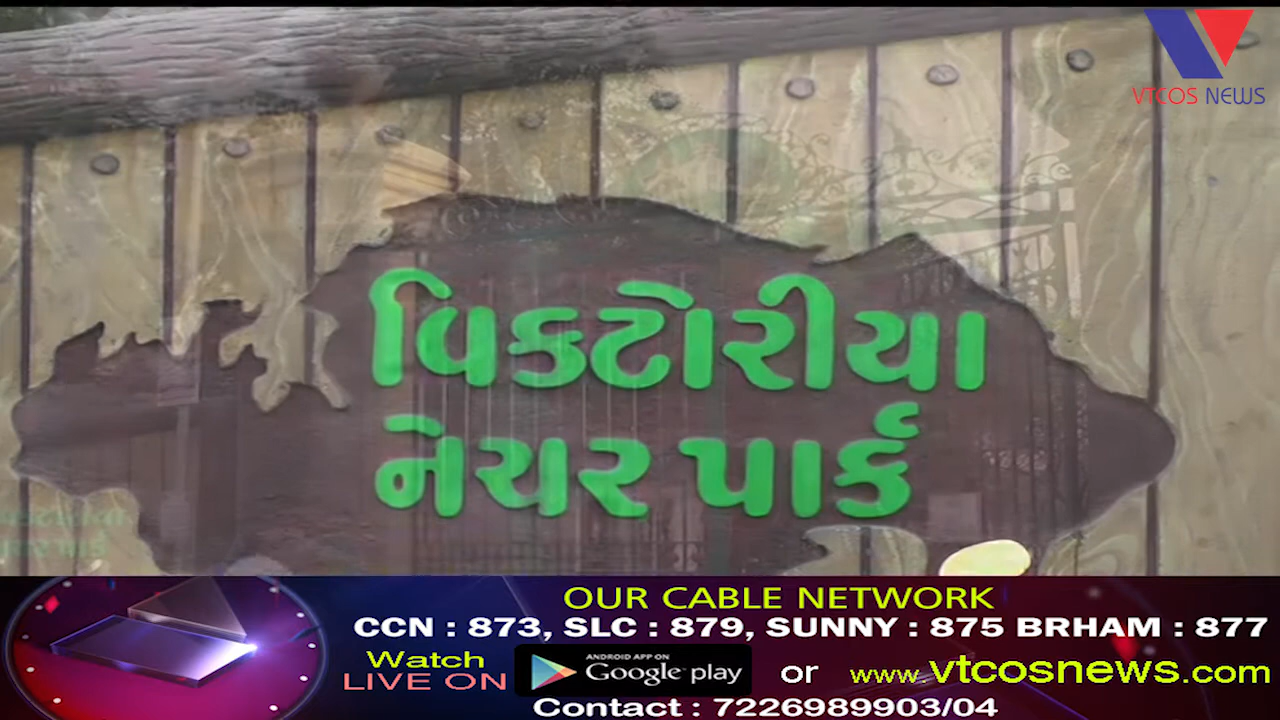 VTCOS NEWS
વિકટોરીયા
નેચર પાર્ક
OUR CABLE NETWORK
CCN : 873, SLC : 879, SUNNY : 875 BRHAM : 877
Watch
LIVE ON
ANDROID APP ON
Google play
or www.vtcosnews.com
Contact : 7226989903/04